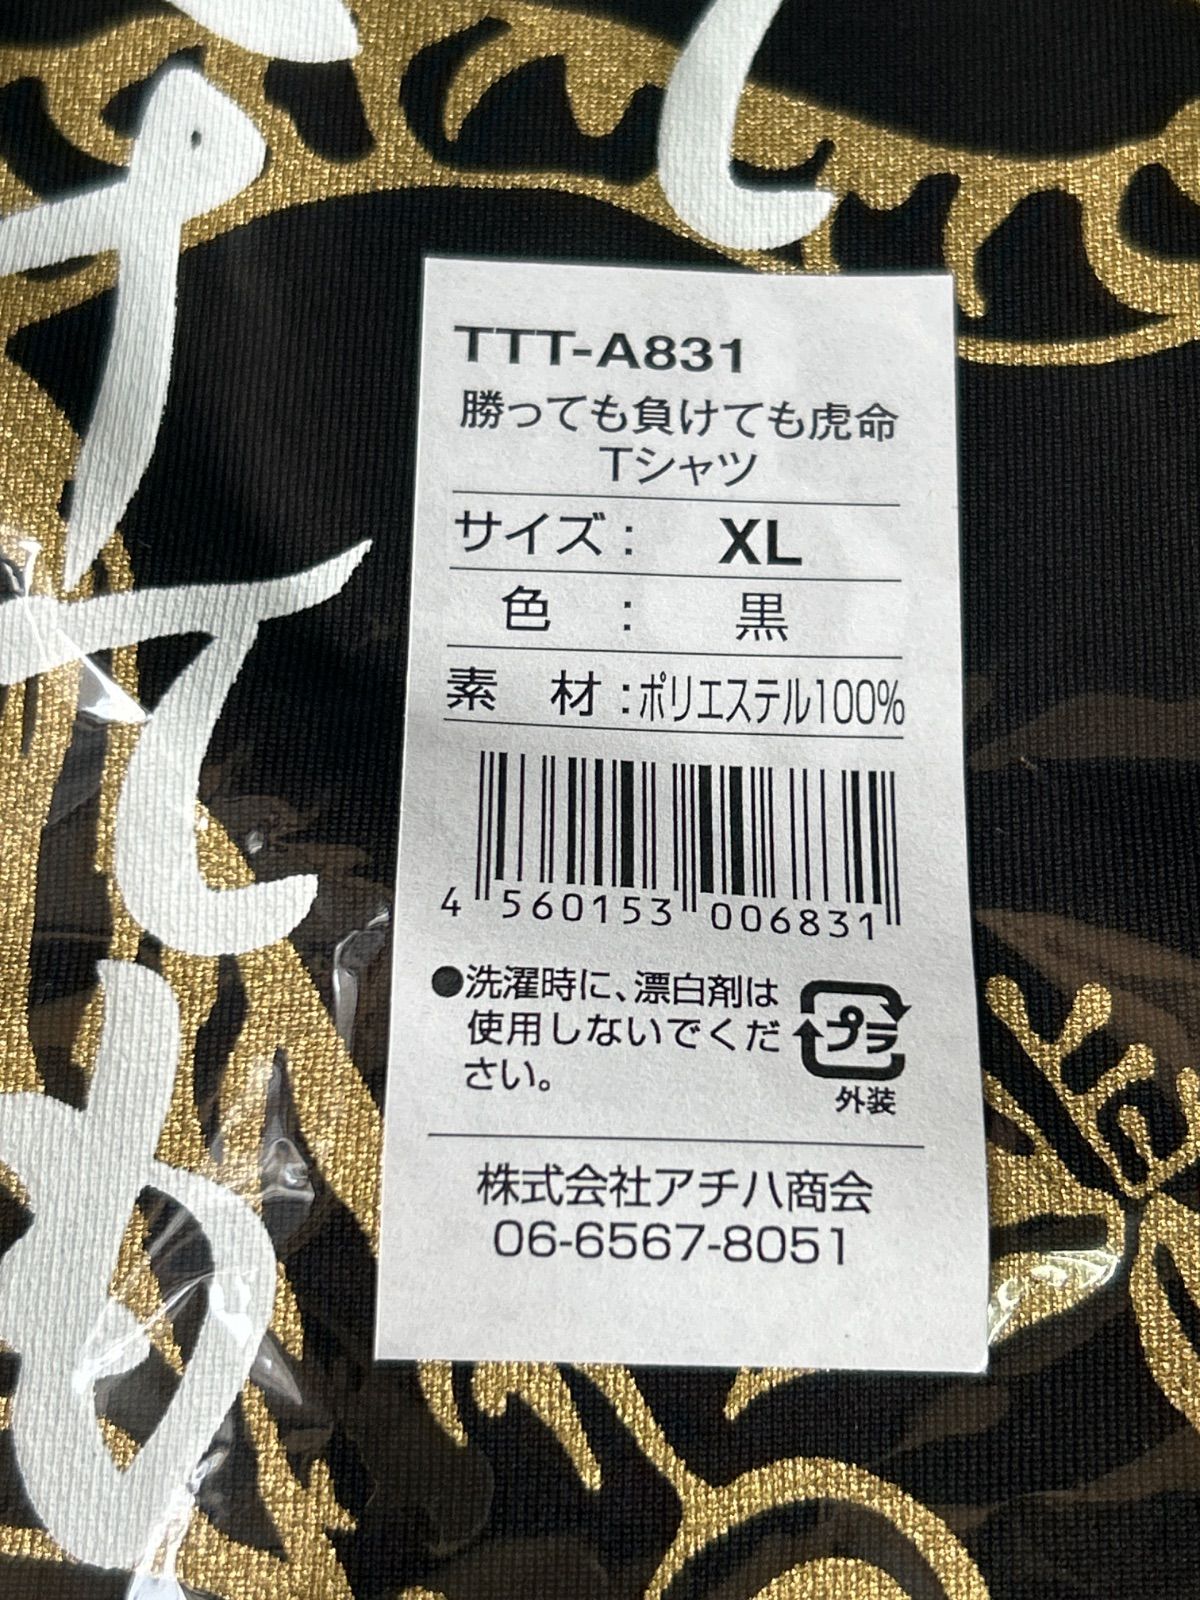 TTT-A831
勝っても負けても虎命
Tシャツ
サイズ： XL
色 ： 黒
素 材：ポリエステル100%
4 560153 006831
●洗濯時に、漂白剤は
使用しないでくだ
さい。
プラ
外装
株式会社アチハ商会
06-6567-8051